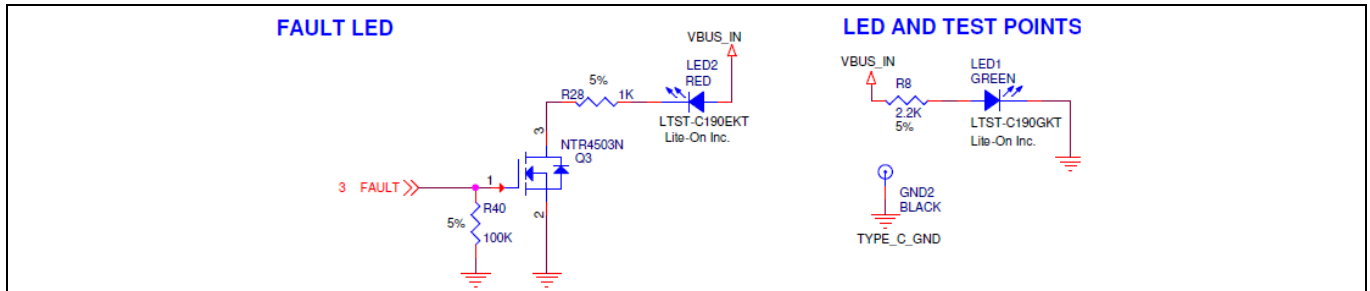 FAULT LED
VBUS_IN
LED2
RED
5%
R28
1K
LTST-C190EKT
Lite-On Inc.
3
NTR4503N
Q3
3 FAULT
1
R40
5%
100K
2
LED AND TEST POINTS
VBUS_IN
R8
2.2K
5%
LED1
GREEN
LTST-C190GKT
Lite-On Inc.
GND2
BLACK
TYPE_C_GND